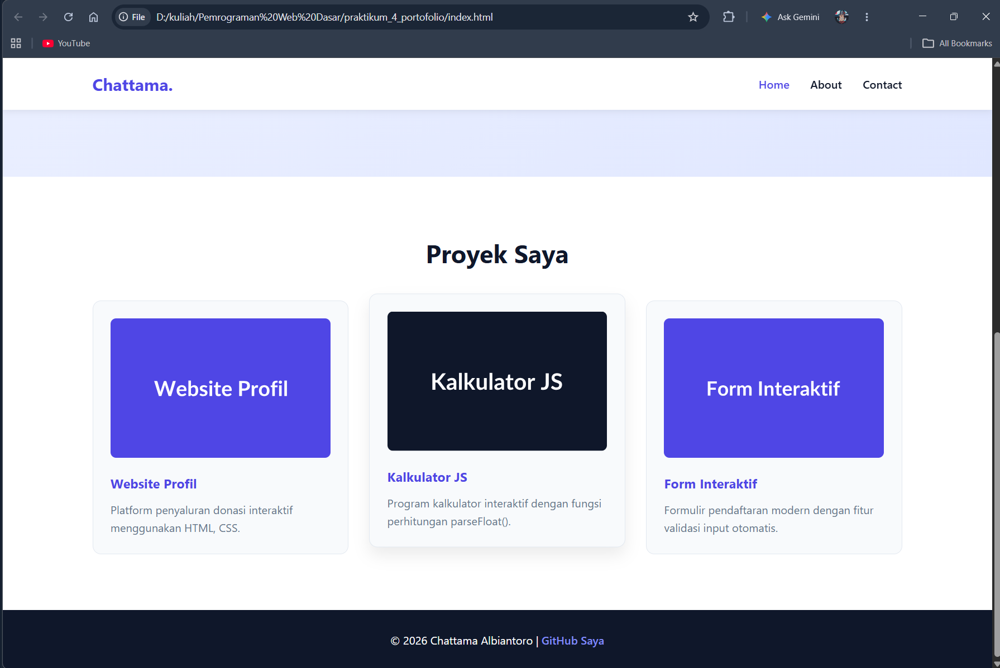 File
D:/kuliah/Pemrograman%20Web%20Dasar/praktikum_4_portofolio/index.html
Ask Gemini
YouTube
All Bookmarks
Chattama.
Home
About
Contact
Proyek Saya
Website Profil
Website Profil
Platform penyaluran donasi interaktif
menggunakan HTML, CSS.
Kalkulator JS
Kalkulator JS
Program kalkulator interaktif dengan fungsi
perhitungan parseFloat().
Form Interaktif
Form Interaktif
Formulir pendaftaran modern dengan fitur
validasi input otomatis.
© 2026 Chattama Albiantoro | GitHub Saya